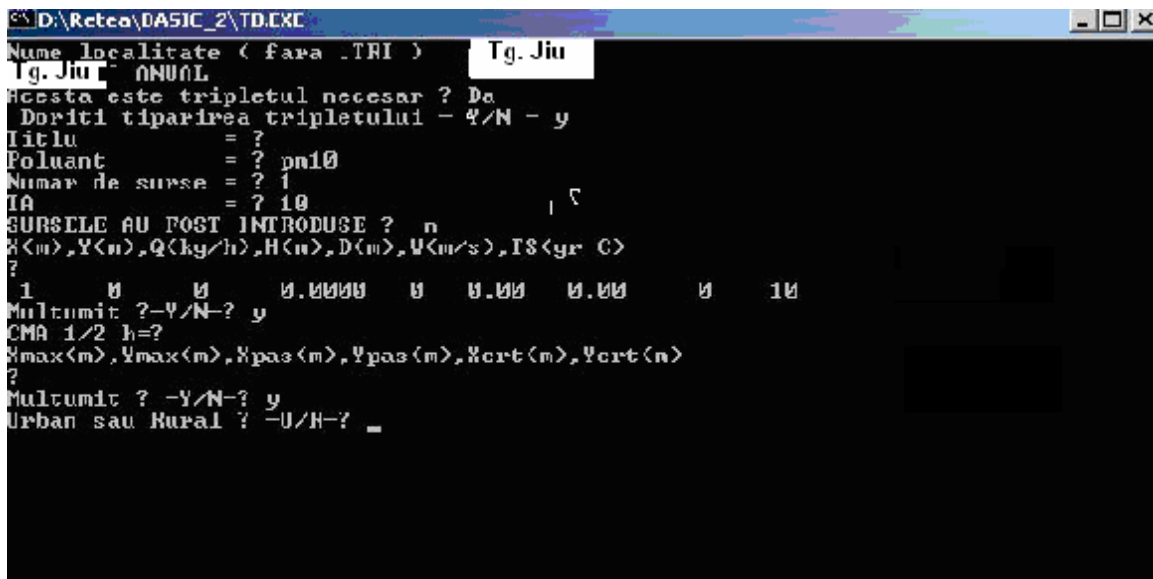 D:\Retea\BASIC_2\TD.EXE
Nume localitate ( fara .TRI ) Tg. Jiu
Tg. Jiu ANUAL
Acesta este tripletul necesar ? Da
Doriti tiparirea tripletului - Y/N - y
Titlu = ?
Poluant = ? pm10
Numar de surse = ? 1
TA = ? 10
SURSELE AU FOST INTRODUSE ? n
X(m),Y(m),Q(kg/h),H(m),D(m),V(m/s),TS(gr C)
?
1 0 0 0.0000 0 0.00 0.00 0 10
Multumit ?-Y/N-? y
CMA 1/2 h=?
Xmax(m),Ymax(m),Xpas(m),Ypas(m),Xcrt(m),Ycrt(m)
?
Multumit ? -Y/N-? y
Urban sau Rural ? -U/R-? _